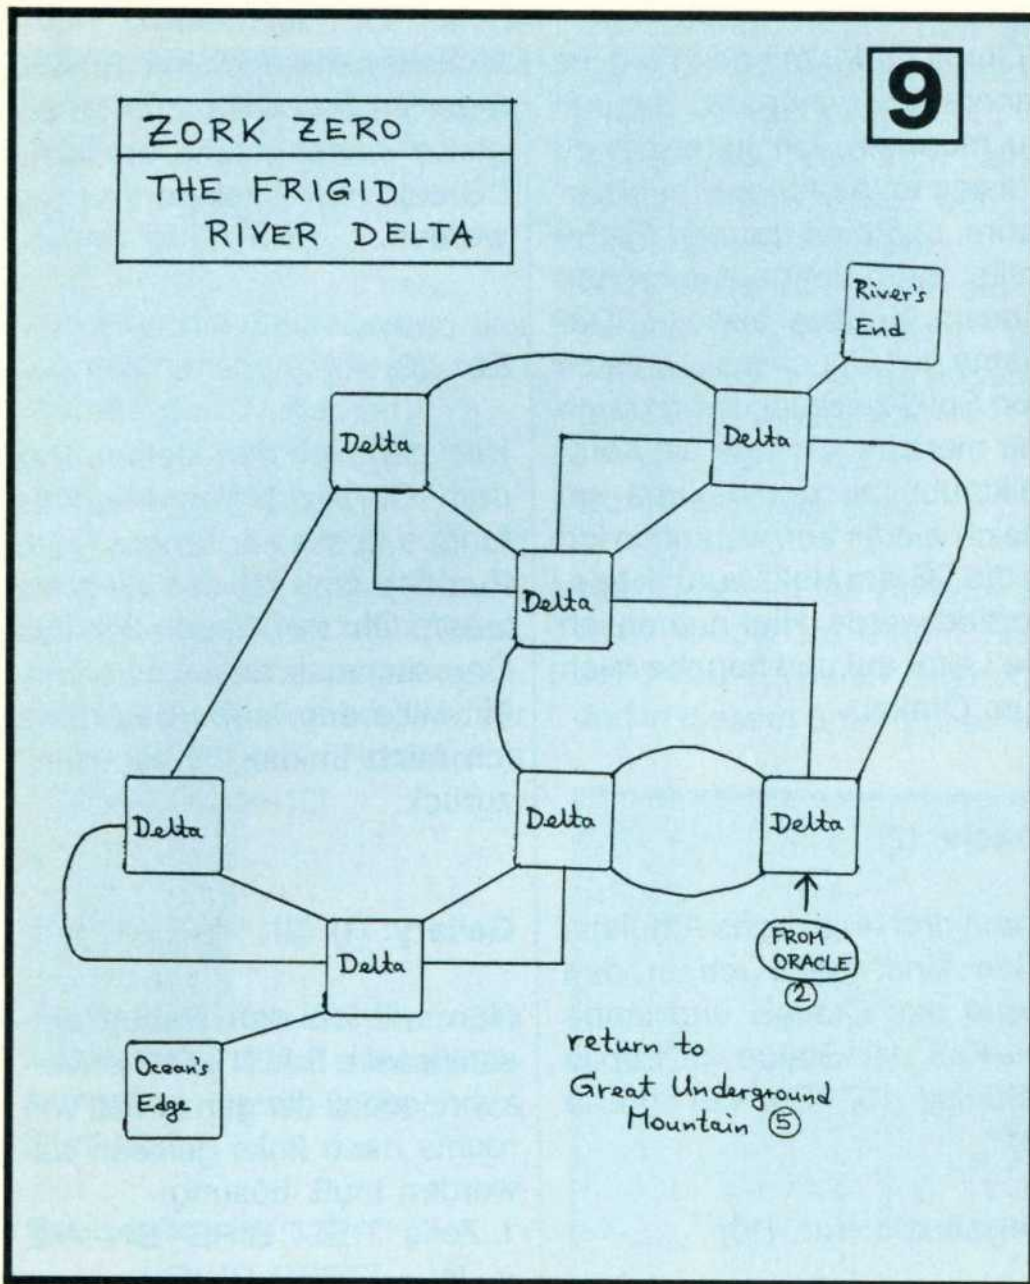 9
ZORK ZERO
THE FRIGID
RIVER DELTA
River's
End
Delta
Delta
Delta
Delta
Delta
Delta
Delta
FROM
ORACLE
2
Ocean's
Edge
return to
Great Underground
Mountain 5